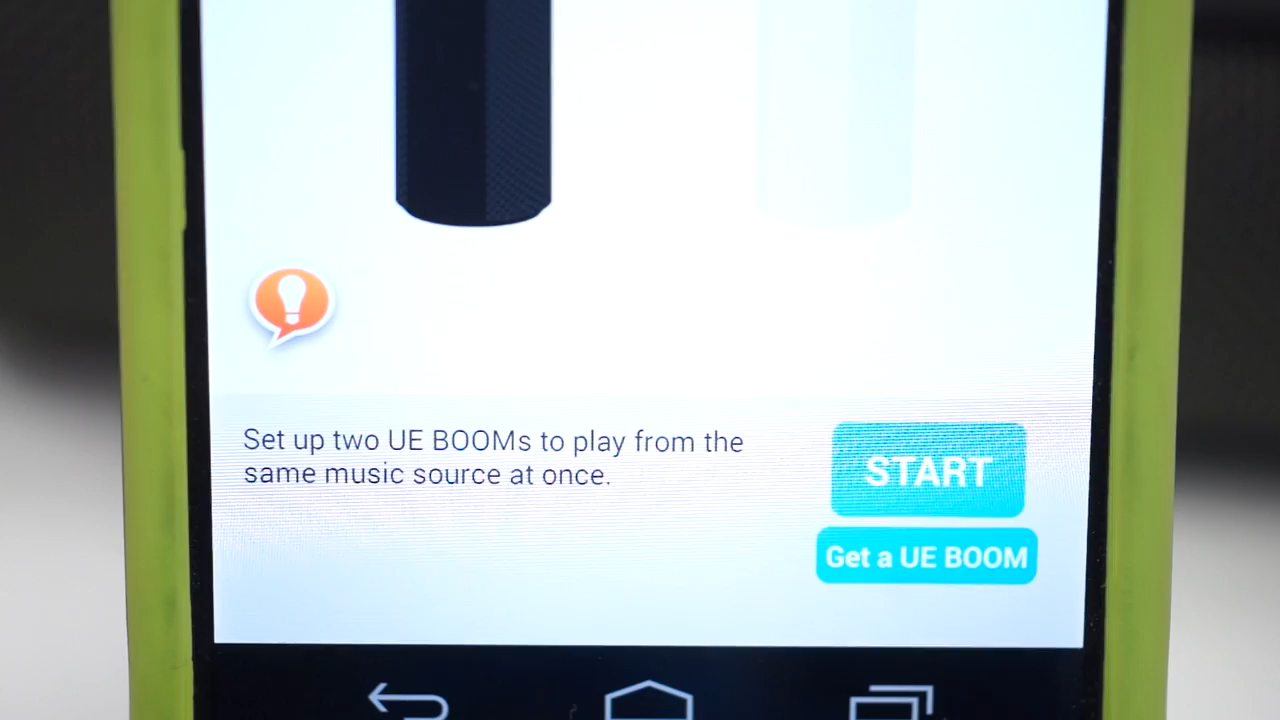 Set up two UE BOOMs to play from the
same music source at once.
START
Get a UE BOOM